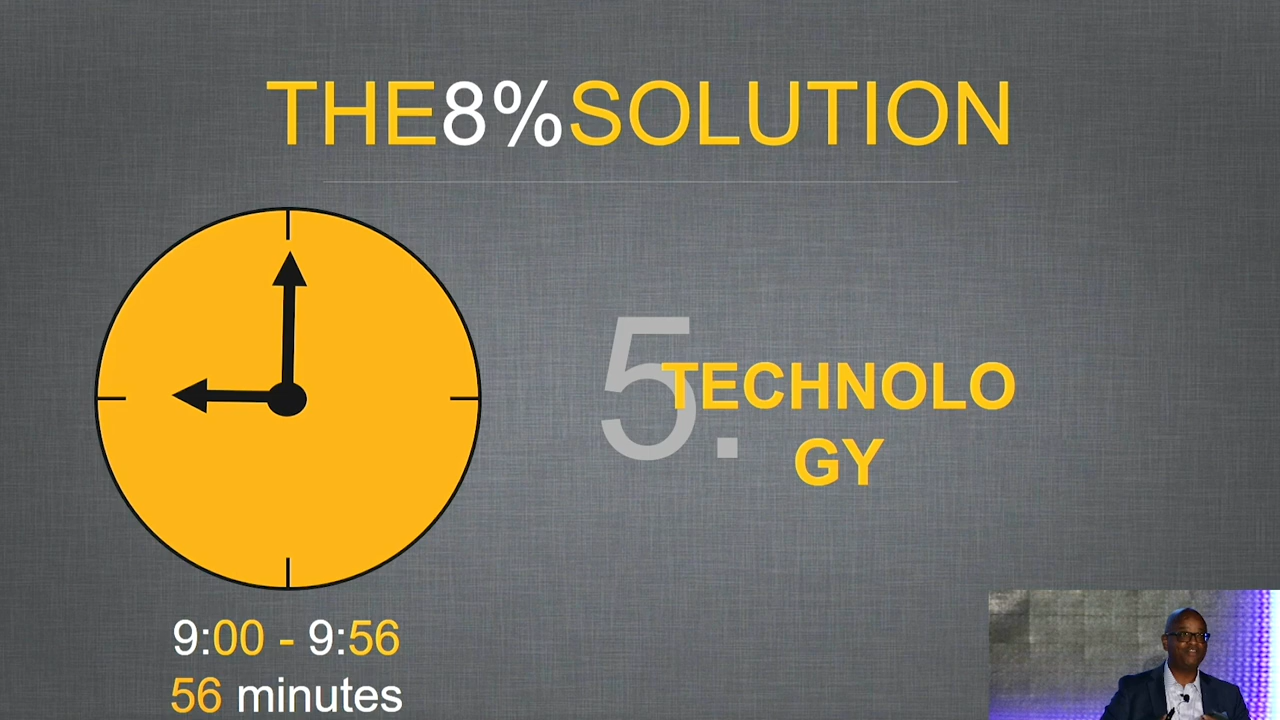 THE8%SOLUTION
5.
TECHNOLO
GY
9:00 - 9:56
56 minutes